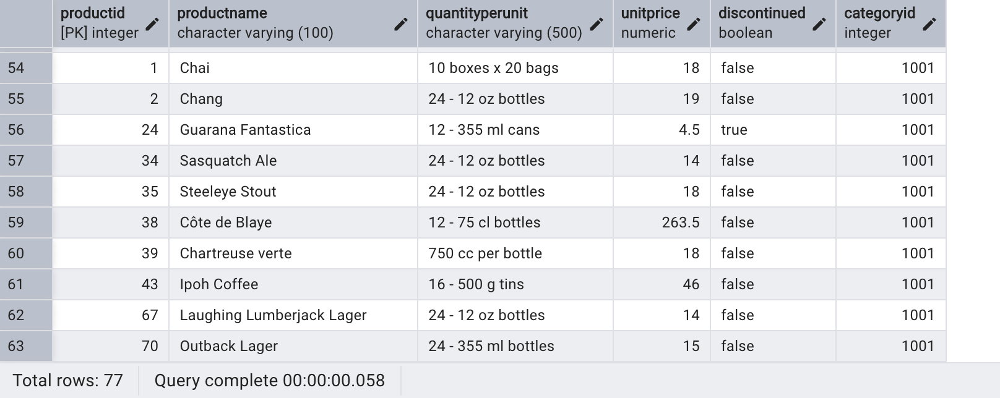 productid productname quantityperunit unitprice discontinued categoryid
[PK] integer character varying (100) character varying (500) numeric boolean integer
54 1 Chai 10 boxes x 20 bags 18 false 1001
55 2 Chang 24 - 12 oz bottles 19 false 1001
56 24 Guarana Fantastica 12 - 355 ml cans 4.5 true 1001
57 34 Sasquatch Ale 24 - 12 oz bottles 14 false 1001
58 35 Steeleye Stout 24 - 12 oz bottles 18 false 1001
59 38 Côte de Blaye 12 - 75 cl bottles 263.5 false 1001
60 39 Chartreuse verte 750 cc per bottle 18 false 1001
61 43 Ipoh Coffee 16 - 500 g tins 46 false 1001
62 67 Laughing Lumberjack Lager 24 - 12 oz bottles 14 false 1001
63 70 Outback Lager 24 - 355 ml bottles 15 false 1001
Total rows: 77 Query complete 00:00:00.058